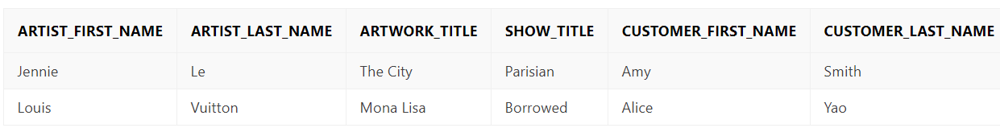 ARTIST_FIRST_NAME ARTIST_LAST_NAME ARTWORK_TITLE SHOW_TITLE CUSTOMER_FIRST_NAME CUSTOMER_LAST_NAME
Jennie Le The City Parisian Amy Smith
Louis Vuitton Mona Lisa Borrowed Alice Yao